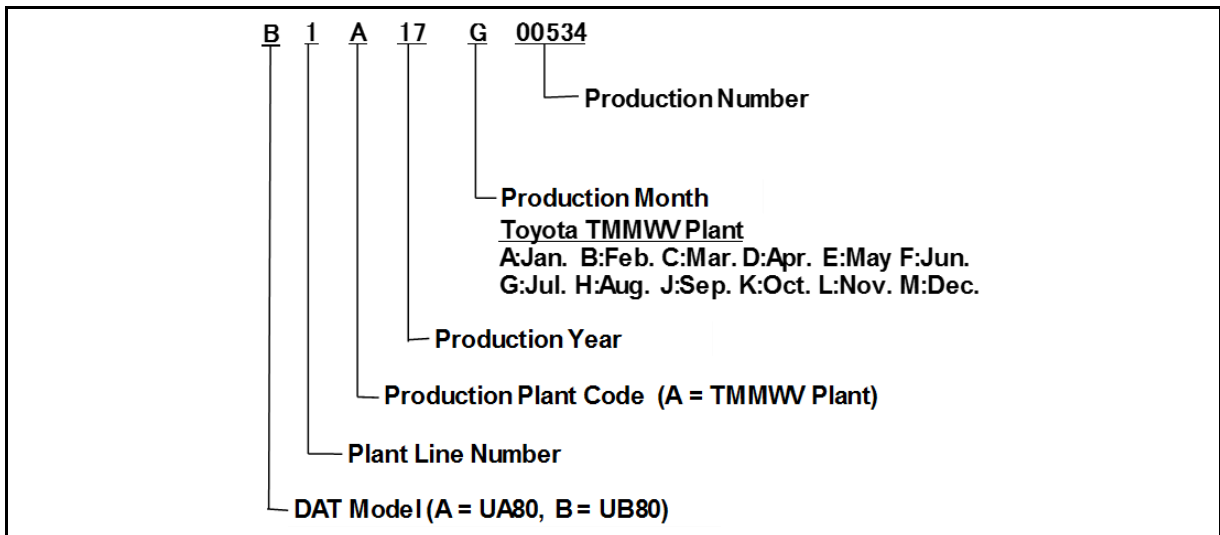 B 1 A 17 G 00534
Production Number
Production Month
Toyota TMMWV Plant
A:Jan. B:Feb. C:Mar. D:Apr. E:May F:Jun.
G:Jul. H:Aug. J:Sep. K:Oct. L:Nov. M:Dec.
Production Year
Production Plant Code (A = TMMWV Plant)
Plant Line Number
DAT Model (A = UA80, B = UB80)